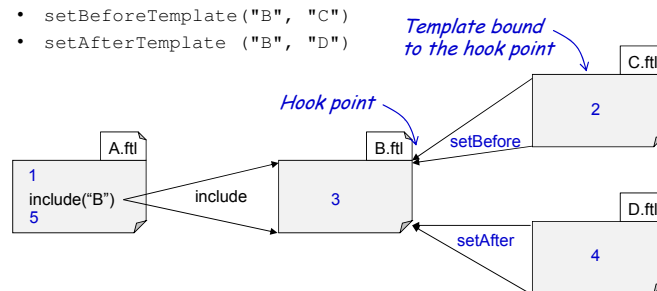 • setBeforeTemplate("B", "C")
• setAfterTemplate ("B", "D")
Template bound
to the hook point
C.ftl
2
Hook point
setBefore
A.ftl
B.ftl
1
include(“B”)
5
include
3
D.ftl
setAfter
4